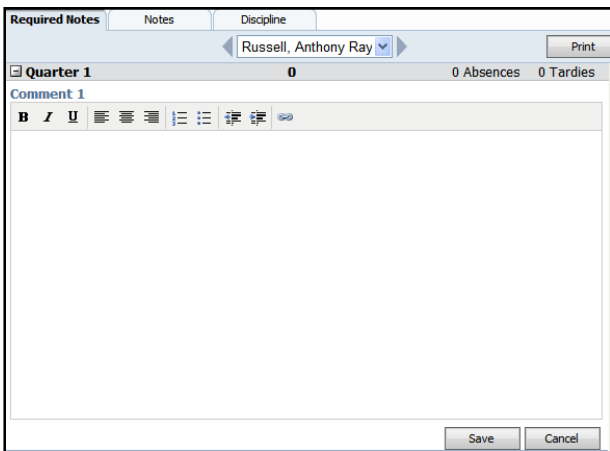 Required Notes Notes Discipline
Russell, Anthony Ray Print
Quarter 1 0 0 Absences 0 Tardies
Comment 1
B I U
Save Cancel